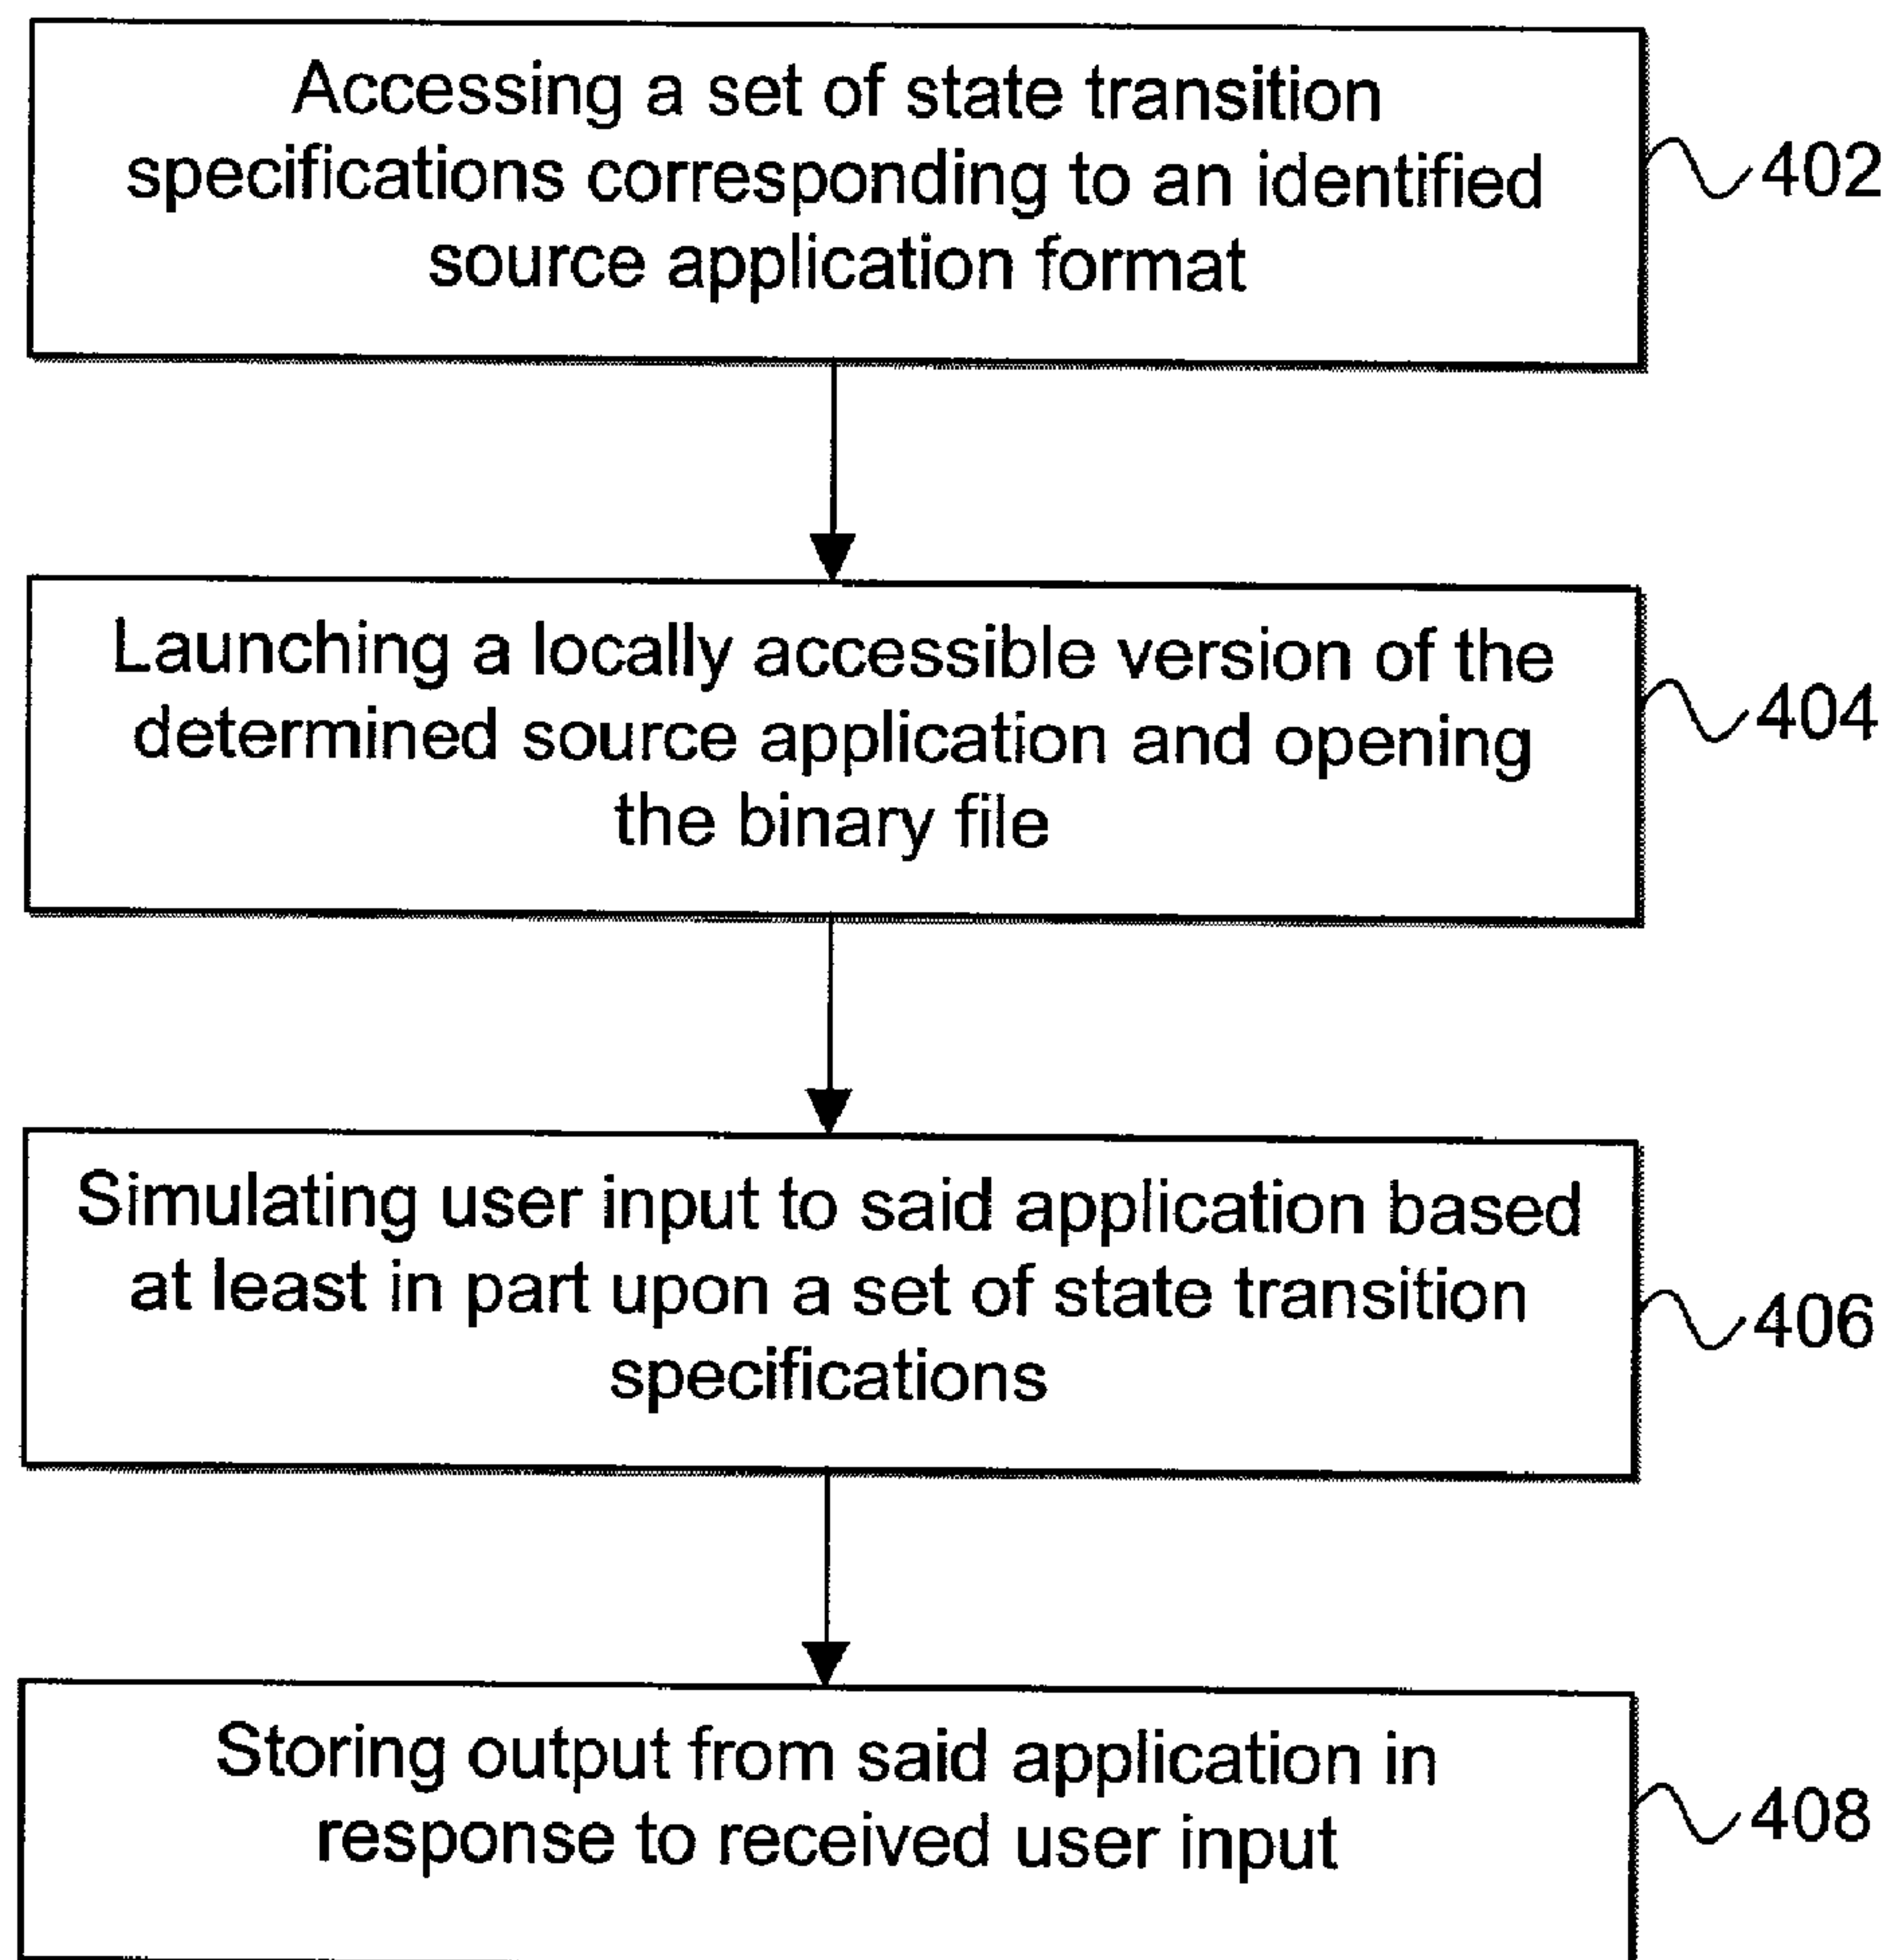 Accessing a set of state transition
specifications corresponding to an identified
source application format
402
Launching a locally accessible version of the
determined source application and opening
the binary file
404
Simulating user input to said application based
at least in part upon a set of state transition
specifications
406
Storing output from said application in
response to received user input
408